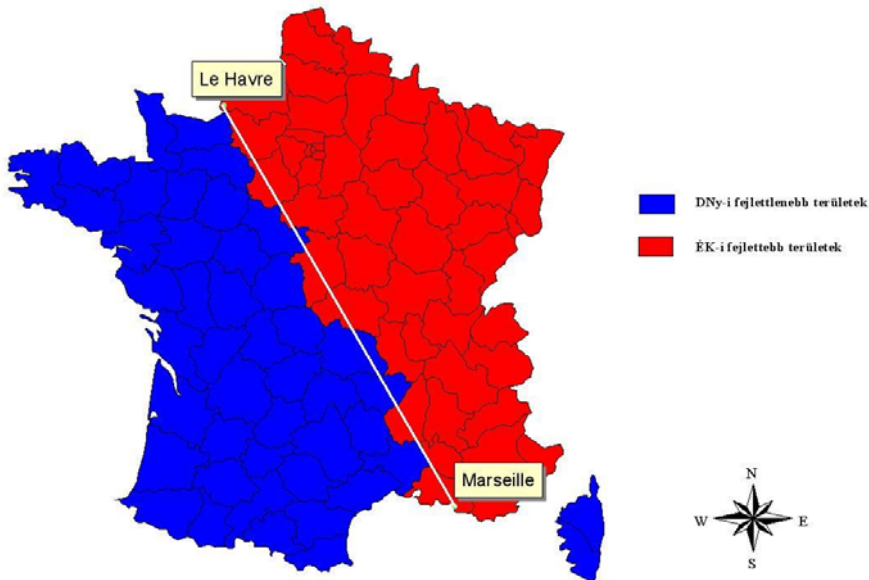 Le Havre
DNy-i fejlettlenebb területek
ÉK-i fejlettebb területek
Marseille
N
W E
S